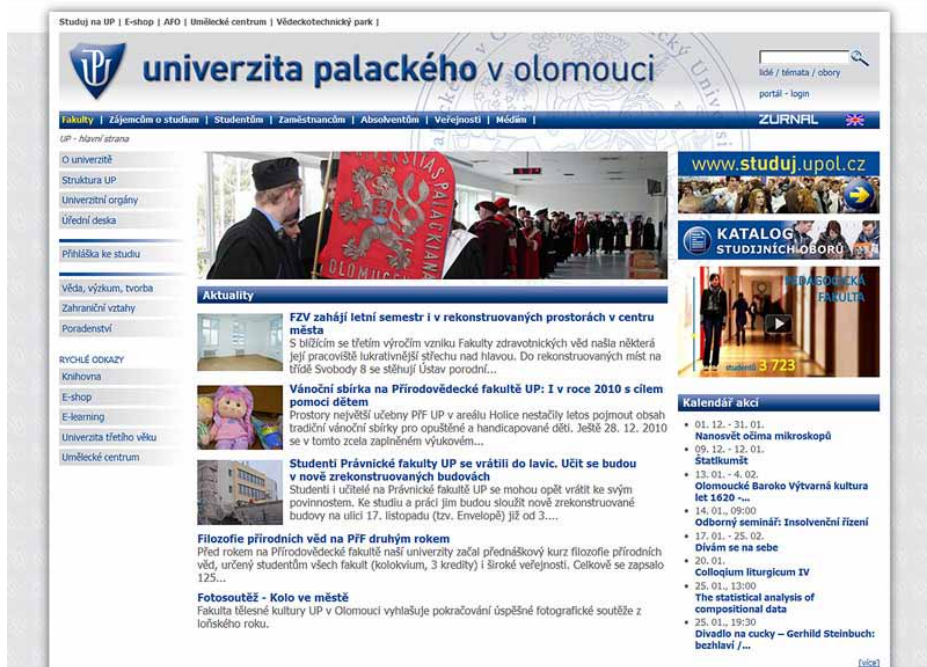 Studuj na UP | E-shop | AFO | Umělecké centrum | Vědeckotechnický park |
univerzita palackého v olomouci
lidé / témata / obory
portál - login
Fakulty | Zájemcům o studium | Studentům | Zaměstnancům | Absolventům | Veřejnosti | Médiím |
ZURNAL
UP - hlavní strana
O univerzitě
Struktura UP
Univerzitní orgány
Úřední deska
Přihláška ke studiu
Věda, výzkum, tvorba
Zahraniční vztahy
Poradenství
RYCHLÉ ODKAZY
Knihovna
E-shop
E-learning
Univerzita třetího věku
Umělecké centrum
Aktuality
FZV zahájí letní semestr i v rekonstruovaných prostorách v centru
města
S blížícím se třetím výročím vzniku Fakulty zdravotnických věd našla některá
její pracoviště lukrativnější střechu nad hlavou. Do rekonstruovaných míst na
třídě Svobody 8 se stěhují Ústav porodní...
Vánoční sbírka na Přírodovědecké fakultě UP: I v roce 2010 s cílem
pomoci dětem
Prostory největší učebny PřF UP v areálu Holice nestačily letos pojmout obsah
tradiční vánoční sbírky pro opuštěné a handicapované děti. Ještě 28. 12. 2010
se v tomto zcela zaplněném výukovém...
Studenti Právnické fakulty UP se vrátili do lavic. Učit se budou
v nově zrekonstruovaných budovách
Studenti i učitelé na Právnické fakultě UP se mohou opět vrátit ke svým
povinnostem. Ke studiu a práci jim budou sloužit nově zrekonstruované
budovy na ulici 17. listopadu (tzv. Envelopě) již od 3....
Filozofie přírodních věd na PřF druhým rokem
Před rokem na Přírodovědecké fakultě naší univerzity začal přednáškový kurz filozofie přírodních
věd, určený studentům všech fakult (kolokvium, 3 kredity) i široké veřejnosti. Celkově se zapsalo
125...
Fotosoutěž - Kolo ve městě
Fakulta tělesné kultury UP v Olomouci vyhlašuje pokračování úspěšné fotografické soutěže z
loňského roku.
www.studuj.upol.cz
KATALOG
STUDIJNÍCH OBORŮ
PEDAGOGICKÁ
FAKULTA
studentů 3 723
Kalendář akcí
01. 12. - 31. 01.
Nanosvět očima mikroskopů
09. 12. - 12. 01.
Štatlkumšt
13. 01. - 4. 02.
Olomoucké Baroko Výtvarná kultura
let 1620 -...
14. 01., 09:00
Odborný seminář: Insolvenční řízení
17. 01. - 25. 02.
Dívám se na sebe
20. 01.
Colloqium liturgicum IV
25. 01., 13:00
The statistical analysis of
compositional data
25. 01., 19:30
Divadlo na cucky – Gerhild Steinbuch:
bezhlaví /...
[více]